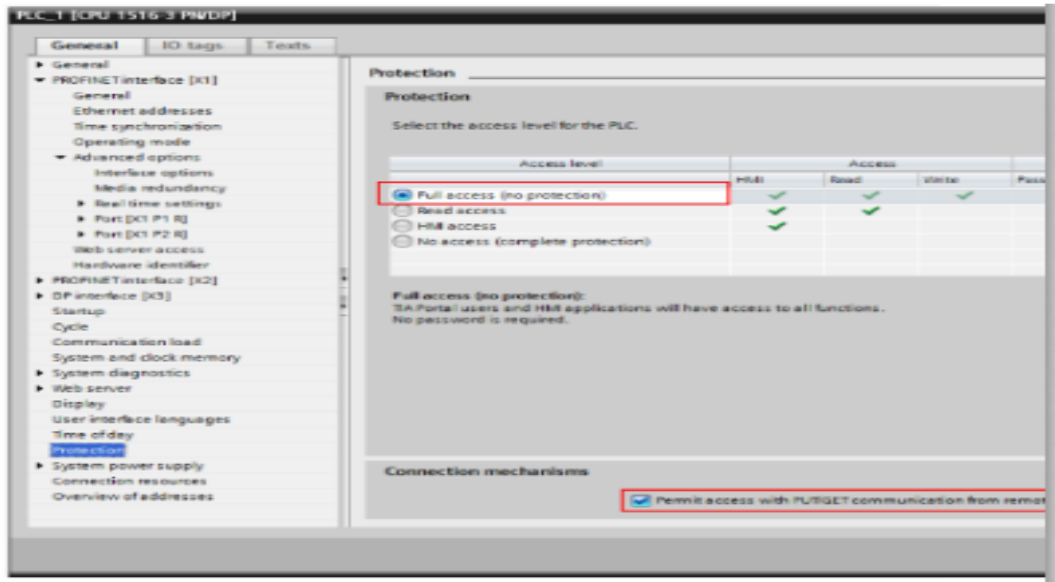 PLC_1 [CPU 1516-3 PN/DP]
General
IO tags
Texts
General
PROFINET interface [X1]
General
Ethernet addresses
Time synchronization
Operating mode
Advanced options
Interface options
Media redundancy
Real time settings
Port [X1 P1 R]
Port [X1 P2 R]
Web server access
Hardware identifier
PROFINET interface [X2]
DP interface [X3]
Startup
Cycle
Communication load
System and clock memory
System diagnostics
Web server
Display
User interface languages
Time of day
Protection
System power supply
Connection resources
Overview of addresses
Protection
Protection
Select the access level for the PLC.
Access level
Access
HMI
Read
Write
Pass
Full access (no protection)
Read access
HMI access
No access (complete protection)
Full access (no protection):
TIA Portal users and HMI applications will have access to all functions.
No password is required.
Connection mechanisms
Permit access with PUT/GET communication from remot